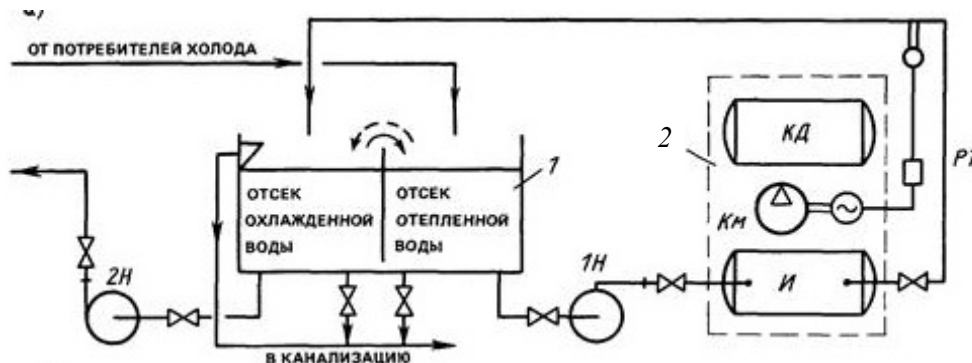 а)
ОТ ПОТРЕБИТЕЛЕЙ ХОЛОДА
КД
2
РТ
1
ОТСЕК
ОХЛАЖДЕННОЙ
ВОДЫ
ОТСЕК
ОТЕПЛЕННОЙ
ВОДЫ
Км
2Н
1Н
И
В КАНАЛИЗАЦИЮ